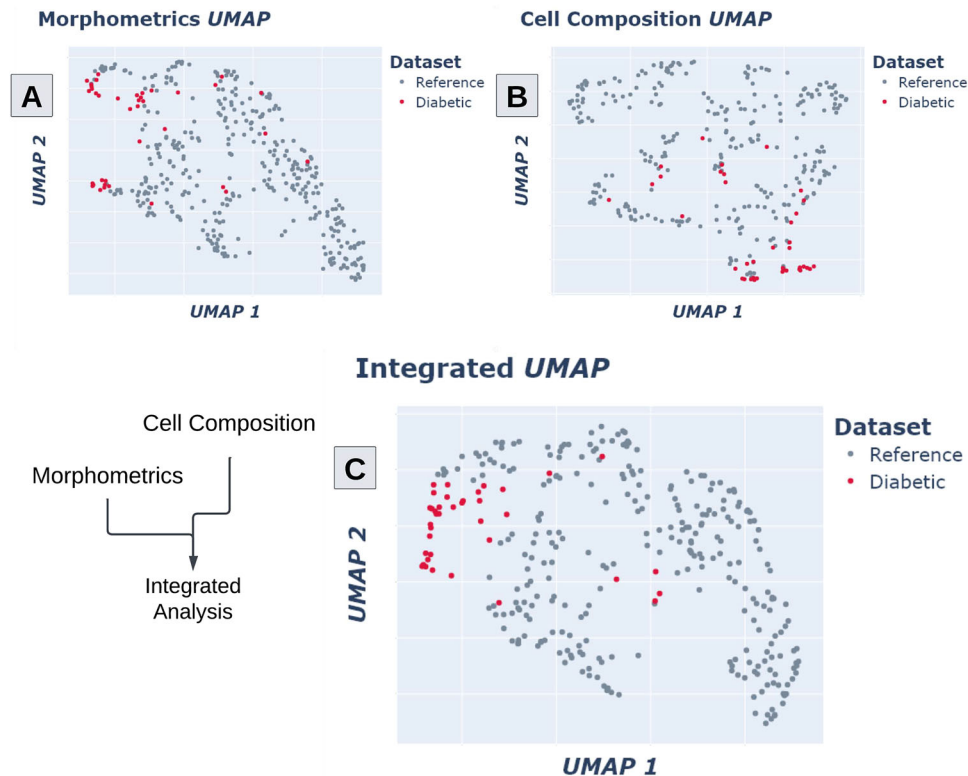 Morphometrics UMAP
A
Dataset
Reference
Diabetic
UMAP 2
UMAP 1
Cell Composition UMAP
B
Dataset
Reference
Diabetic
UMAP 2
UMAP 1
Cell Composition
Morphometrics
Integrated
Analysis
Integrated UMAP
C
Dataset
Reference
Diabetic
UMAP 2
UMAP 1